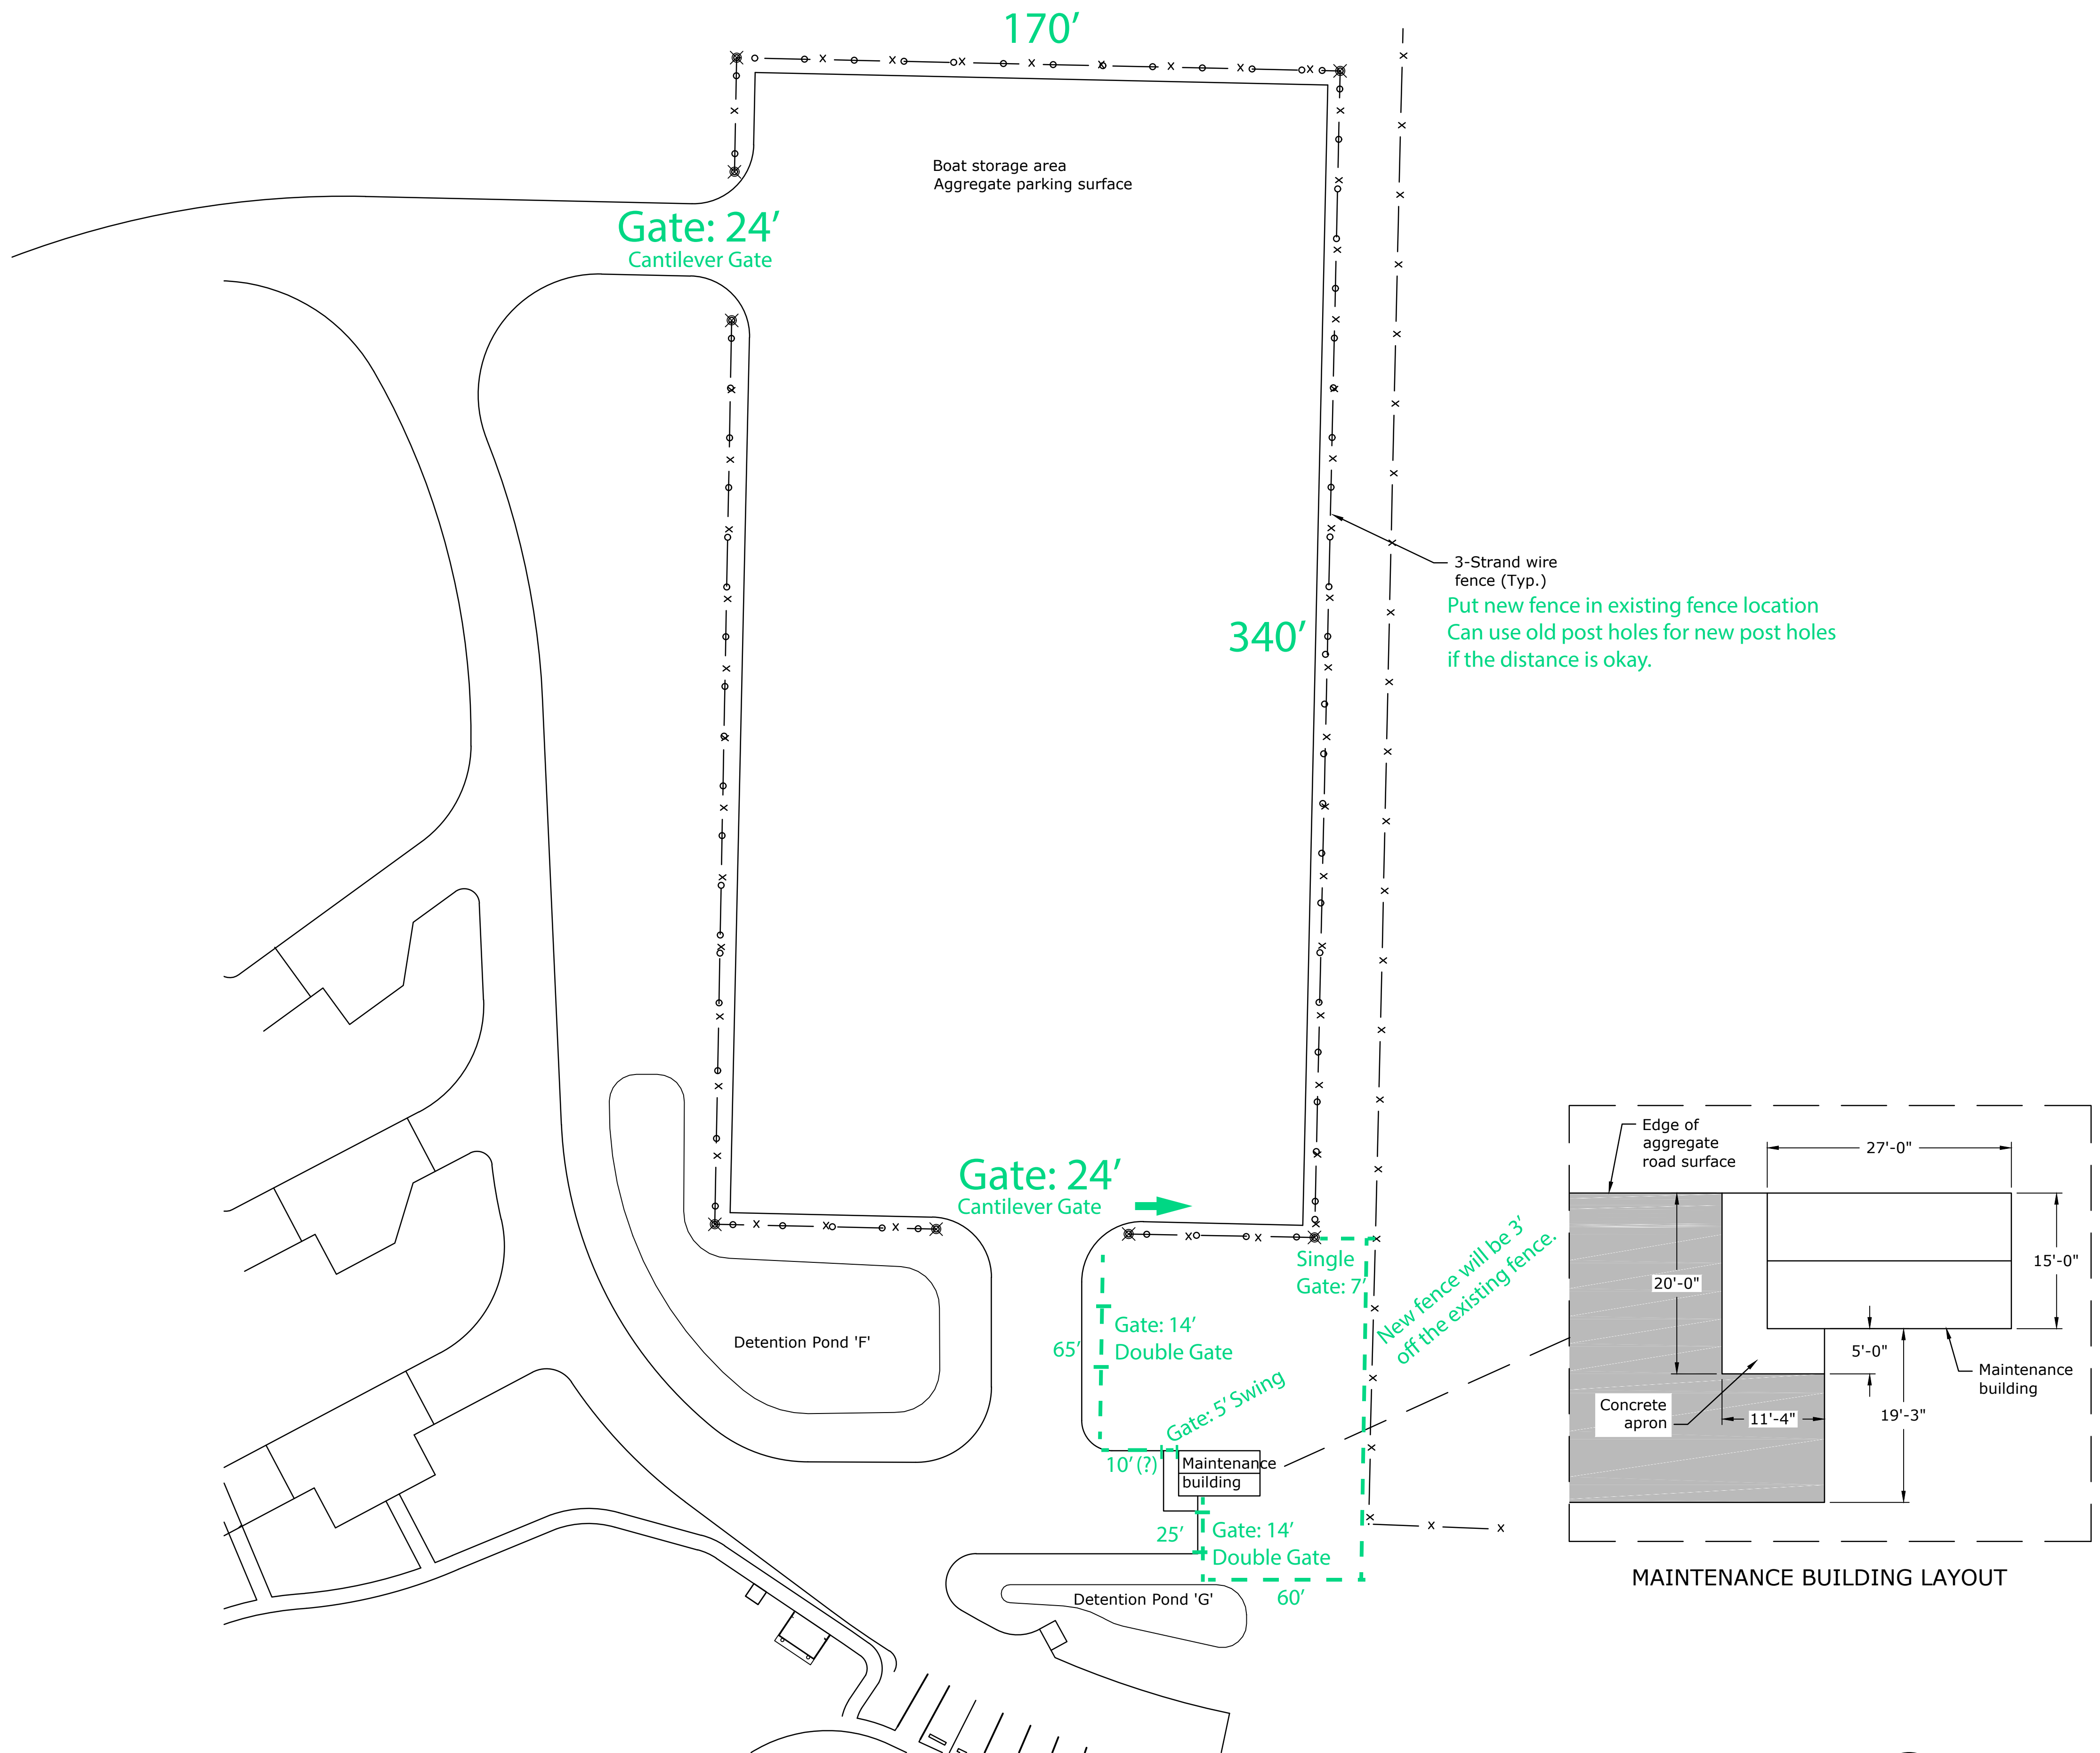 170′
Boat storage area
Aggregate parking surface
Gate: 24′
Cantilever Gate
3-Strand wire
fence (Typ.)
Put new fence in existing fence location
Can use old post holes for new post holes
if the distance is okay.
340′
Gate: 24′
Cantilever Gate
Single
Gate: 7′
New fence will be 3′
off the existing fence.
Gate: 14′
Double Gate
65′
Detention Pond 'F'
Gate: 5′ Swing
10′ (?)
Maintenance
building
25′
Gate: 14′
Double Gate
60′
Detention Pond 'G'
Edge of
aggregate
road surface
27'-0"
15'-0"
20'-0"
5'-0"
Maintenance
building
Concrete
apron
11'-4"
19'-3"
MAINTENANCE BUILDING LAYOUT